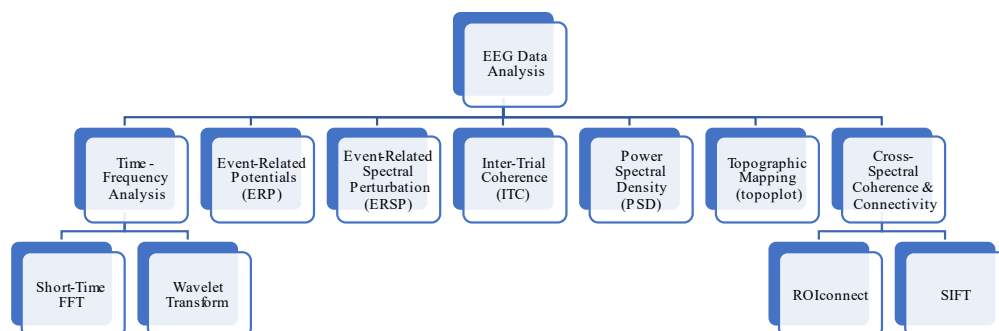 EEG Data
Analysis
Time -
Frequency
Analysis
Event-Related
Potentials
(ERP)
Event-Related
Spectral
Perturbation
(ERSP)
Inter-Trial
Coherence
(ITC)
Power
Spectral
Density
(PSD)
Topographic
Mapping
(topoplot)
Cross-
Spectral
Coherence &
Connectivity
Short-Time
FFT
Wavelet
Transform
ROIconnect
SIFT